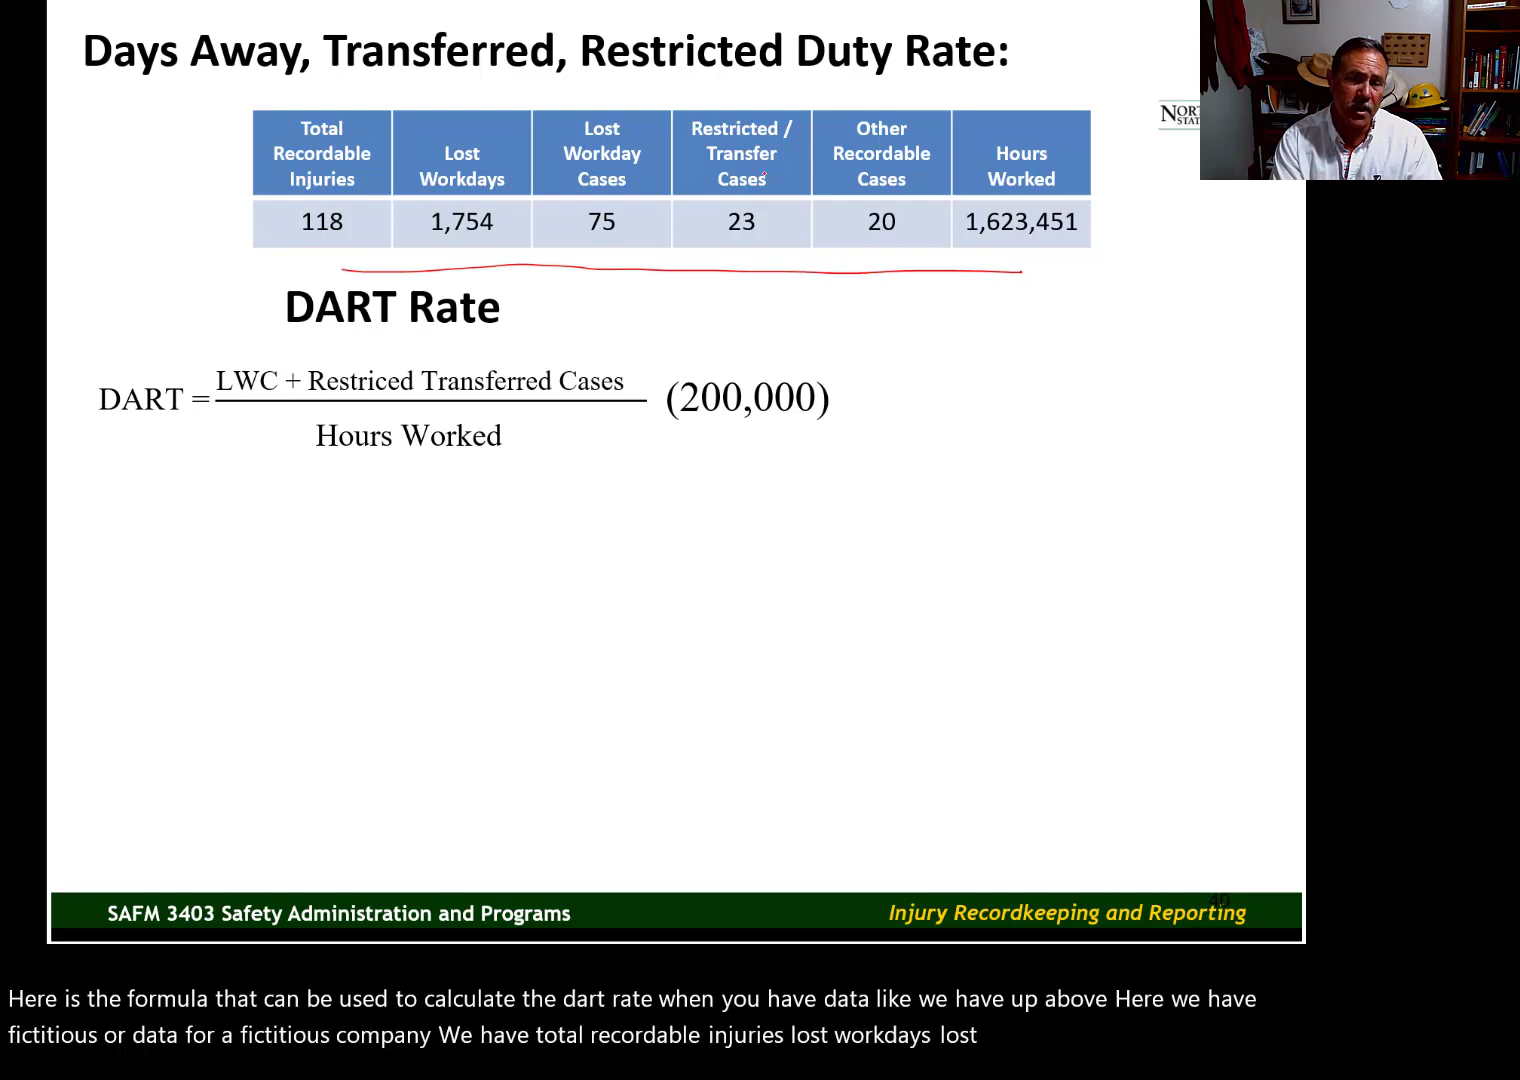 Days Away, Transferred, Restricted Duty Rate:
Total Recordable Injuries
Lost Workdays
Lost Workday Cases
Restricted / Transfer Cases
Other Recordable Cases
Hours Worked
118 1,754 75 23 20 1,623,451
DART Rate
DART = LWC + Restriced Transferred Cases (200,000)
Hours Worked
SAFM 3403 Safety Administration and Programs
Injury Recordkeeping and Reporting
40
Here is the formula that can be used to calculate the dart rate when you have data like we have up above Here we have
fictitious or data for a fictitious company We have total recordable injuries lost workdays lost